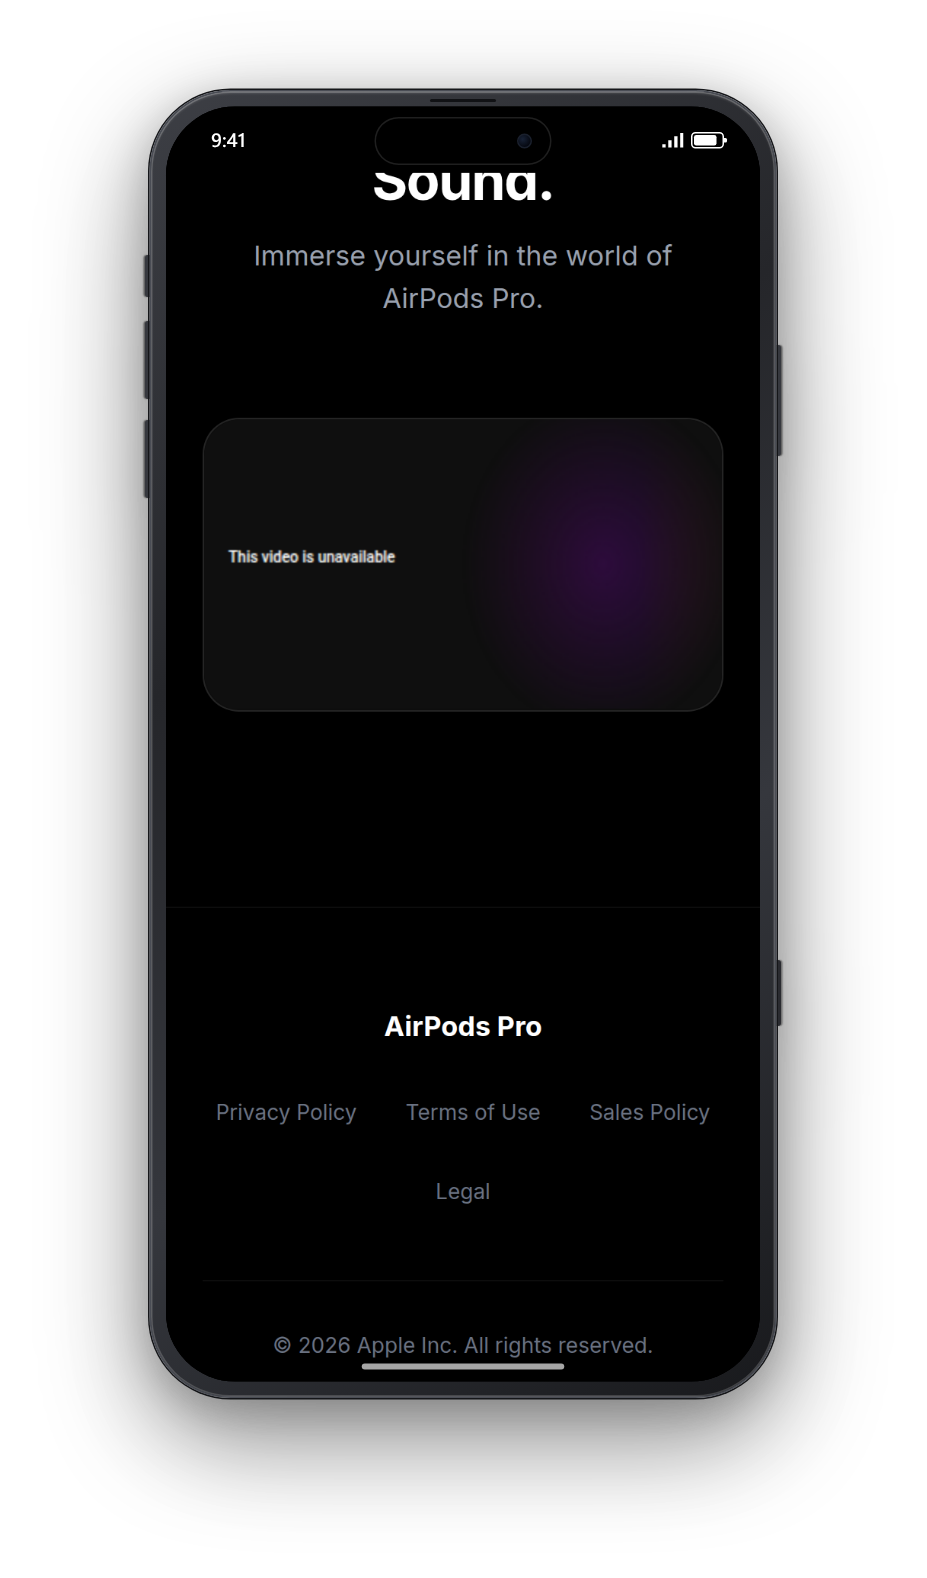 9:41
Sound.
Immerse yourself in the world of
AirPods Pro.
This video is unavailable
AirPods Pro
Privacy Policy Terms of Use Sales Policy
Legal
© 2026 Apple Inc. All rights reserved.